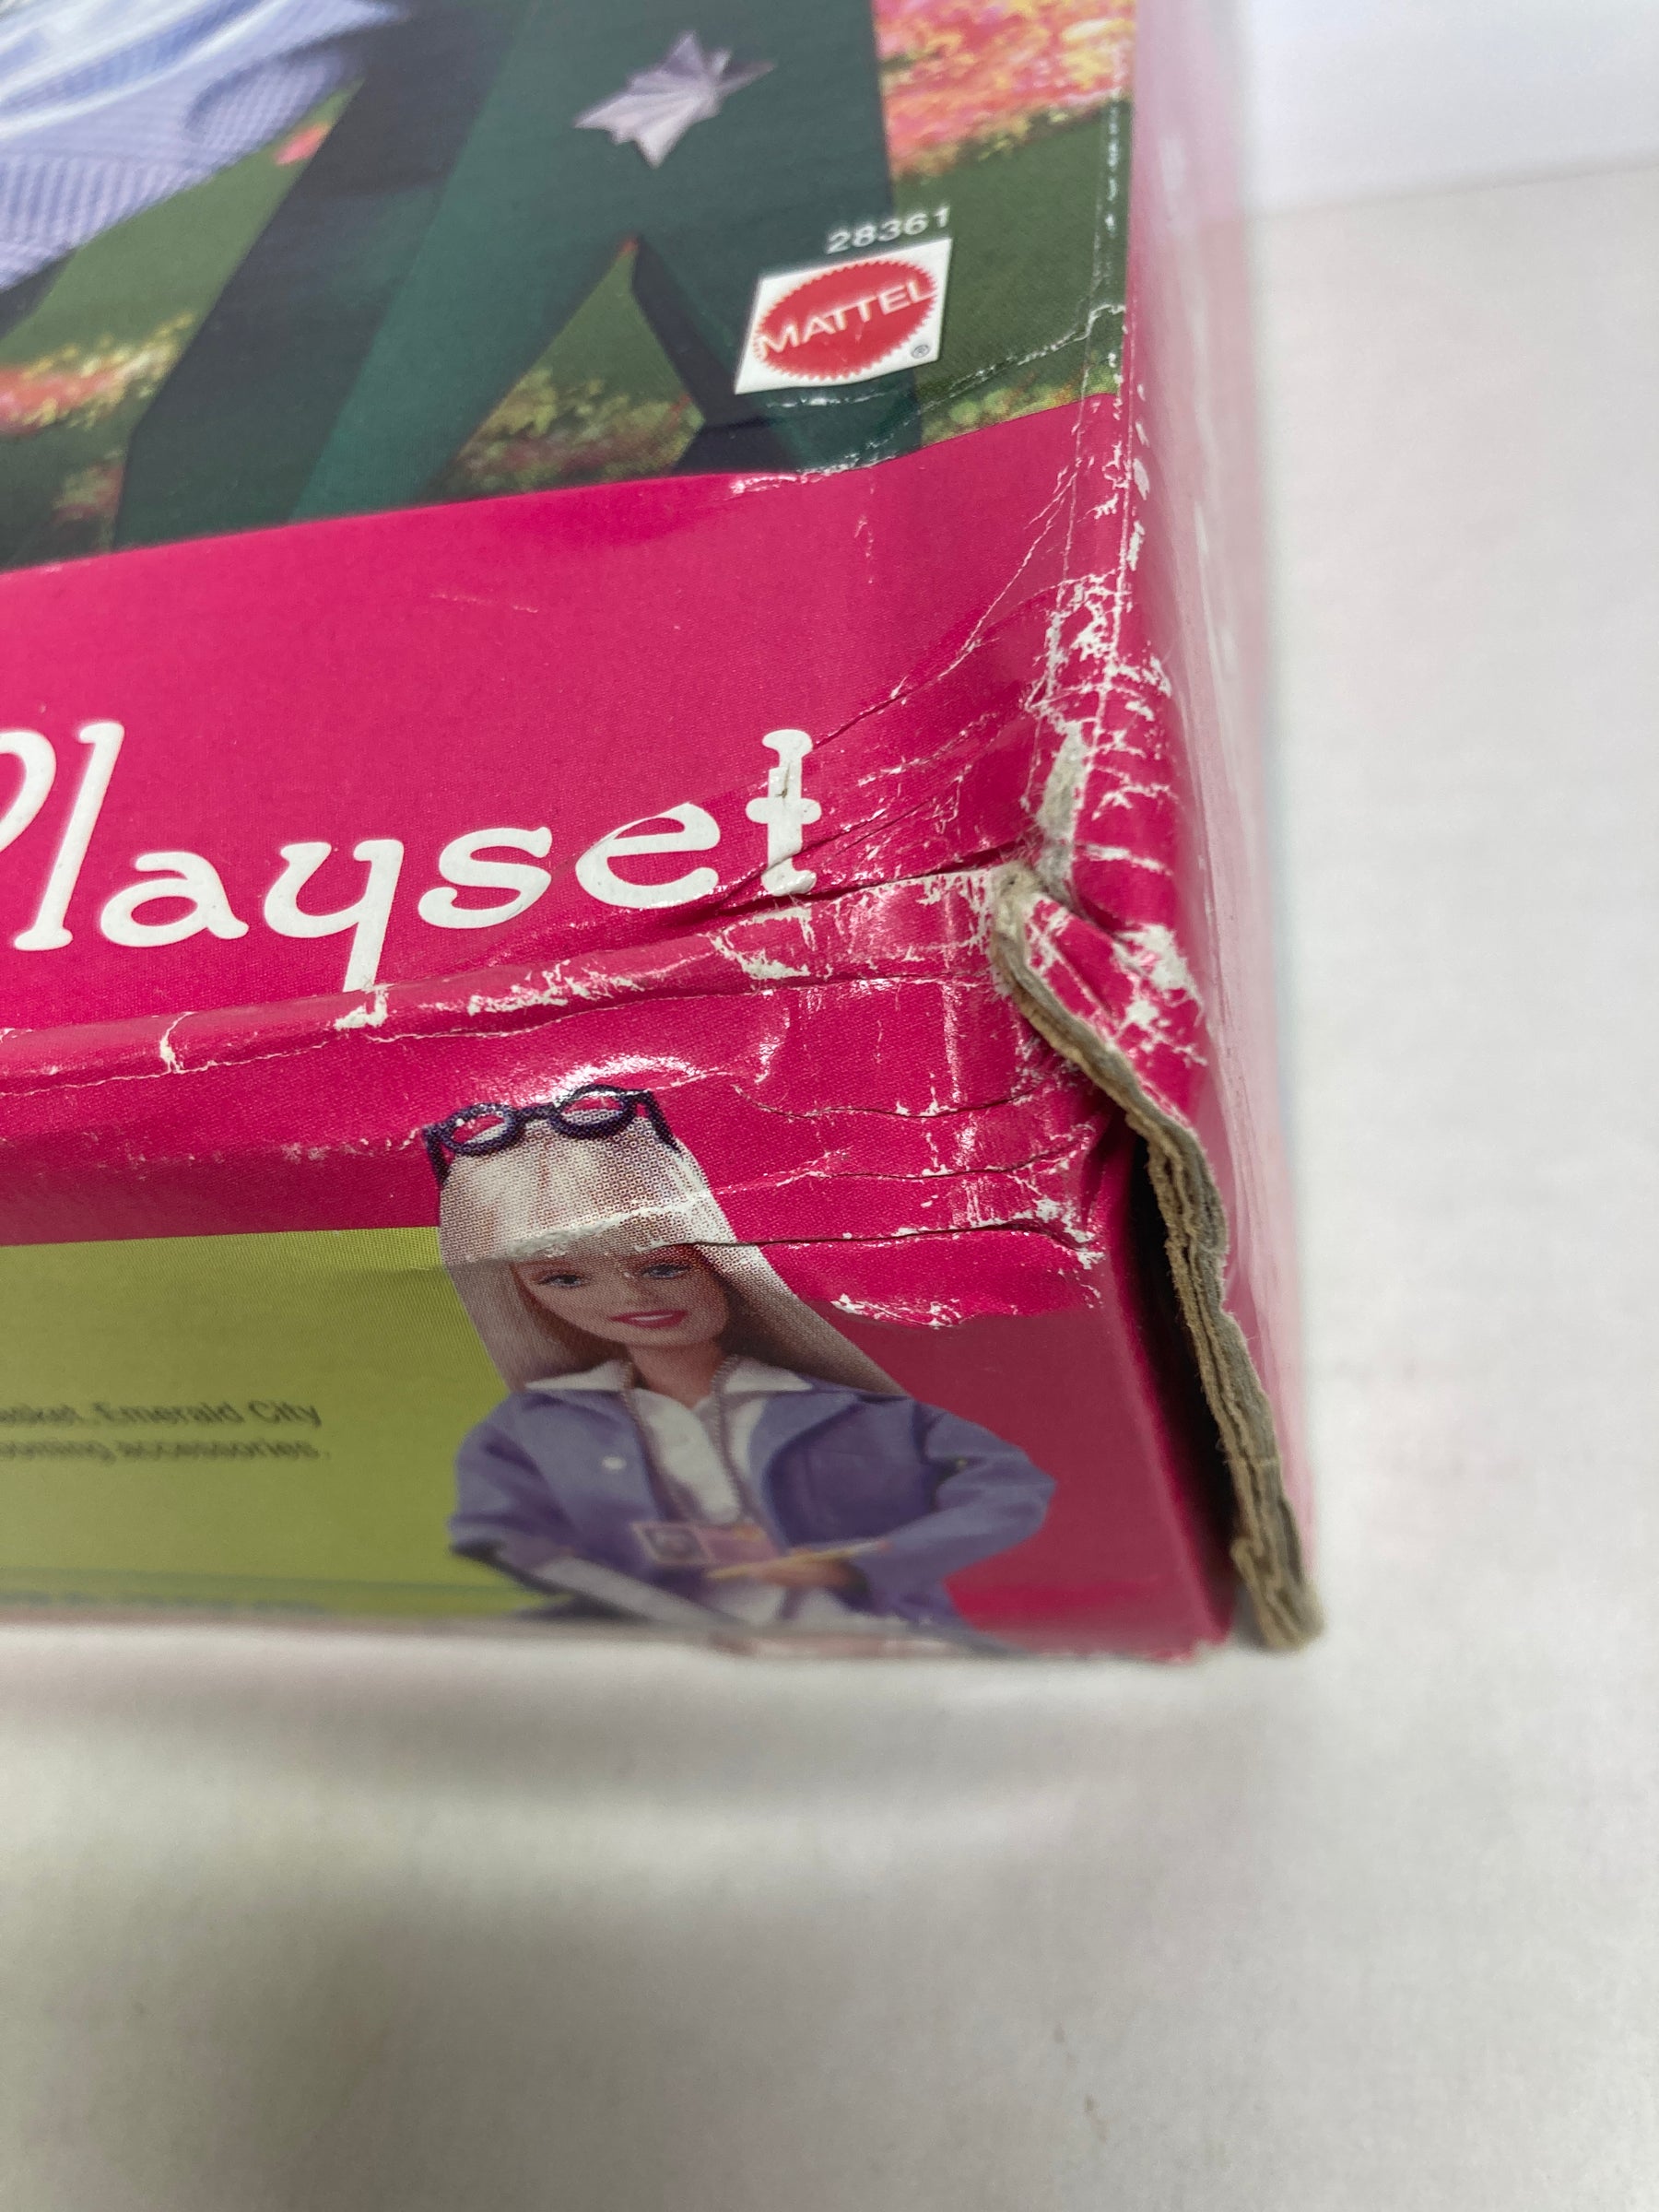 28361
MATTEL
®
Playset
Emerald City
accessories.